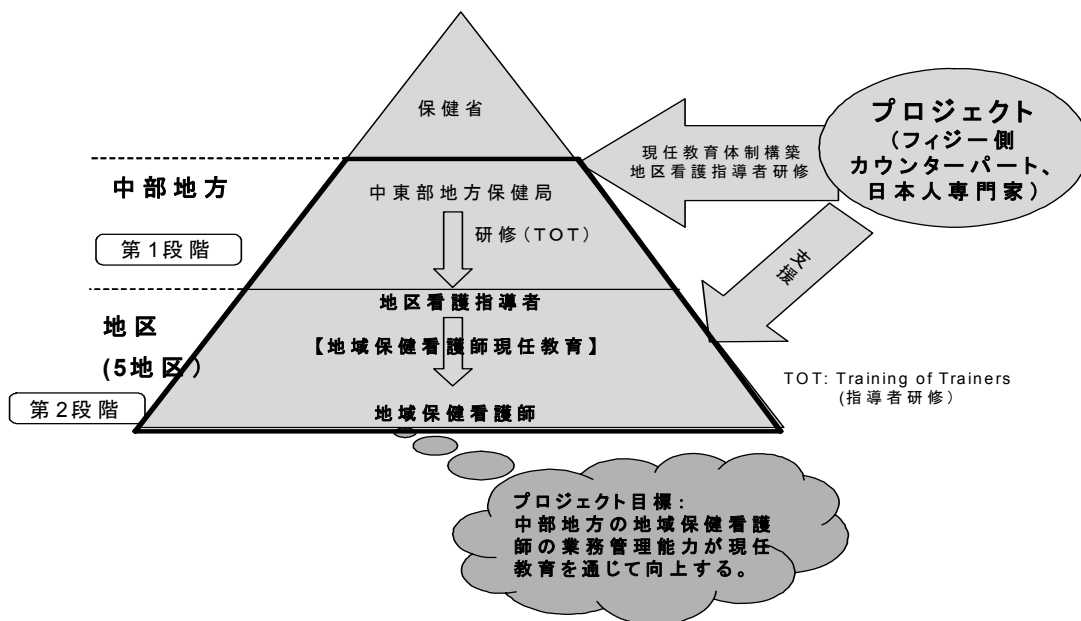 保健省
プロジェクト
(フィジー側
カウンターパート、
日本人専門家)
現任教育体制構築
地区看護指導者研修
中部地方
中東部地方保健局
研修(TOT)
第1段階
支援
地区看護指導者
地区
(5地区)
【地域保健看護師現任教育】
TOT: Training of Trainers
(指導者研修)
第2段階
地域保健看護師
プロジェクト目標:
中部地方の地域保健看護
師の業務管理能力が現任
教育を通じて向上する。